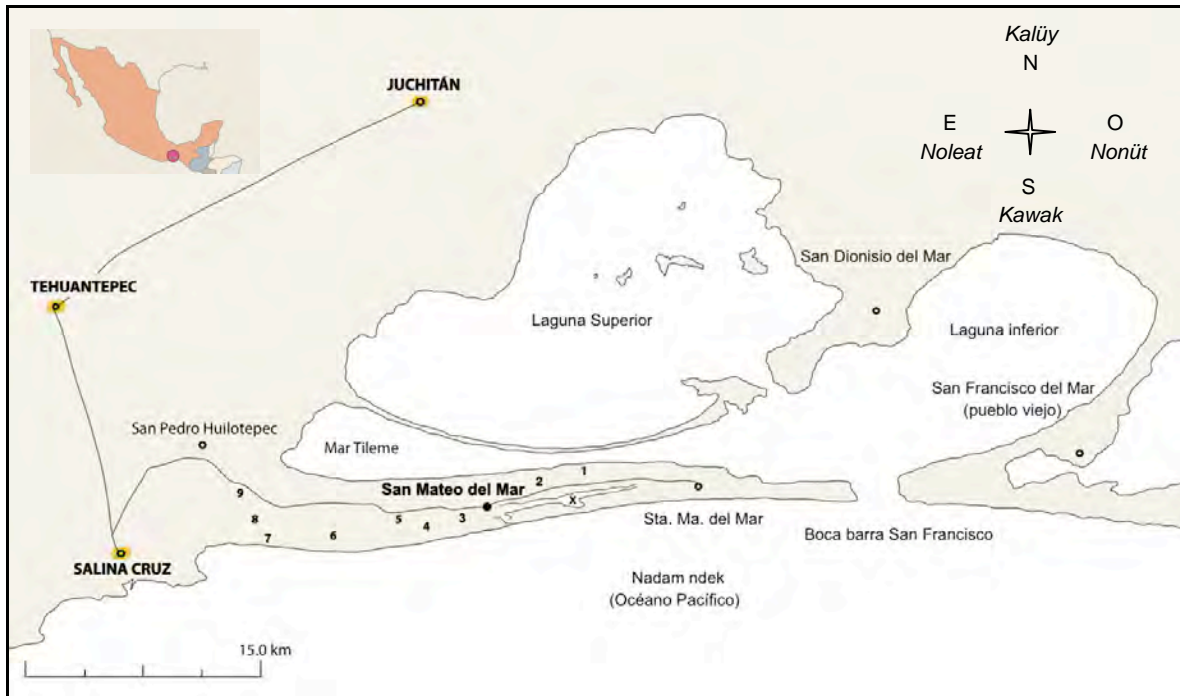 Kalüy
N
JUCHITÁN
E
O
Noleat
Nonüt
S
Kawak
San Dionisio del Mar
TEHUANTEPEC
Laguna Superior
Laguna inferior
San Francisco del Mar
(pueblo viejo)
San Pedro Huilotepec
Mar Tileme
1
2
San Mateo del Mar
9
X
8
5
4
3
Sta. Ma. del Mar
7
6
Boca barra San Francisco
SALINA CRUZ
Nadam ndek
(Océano Pacífico)
15.0 km